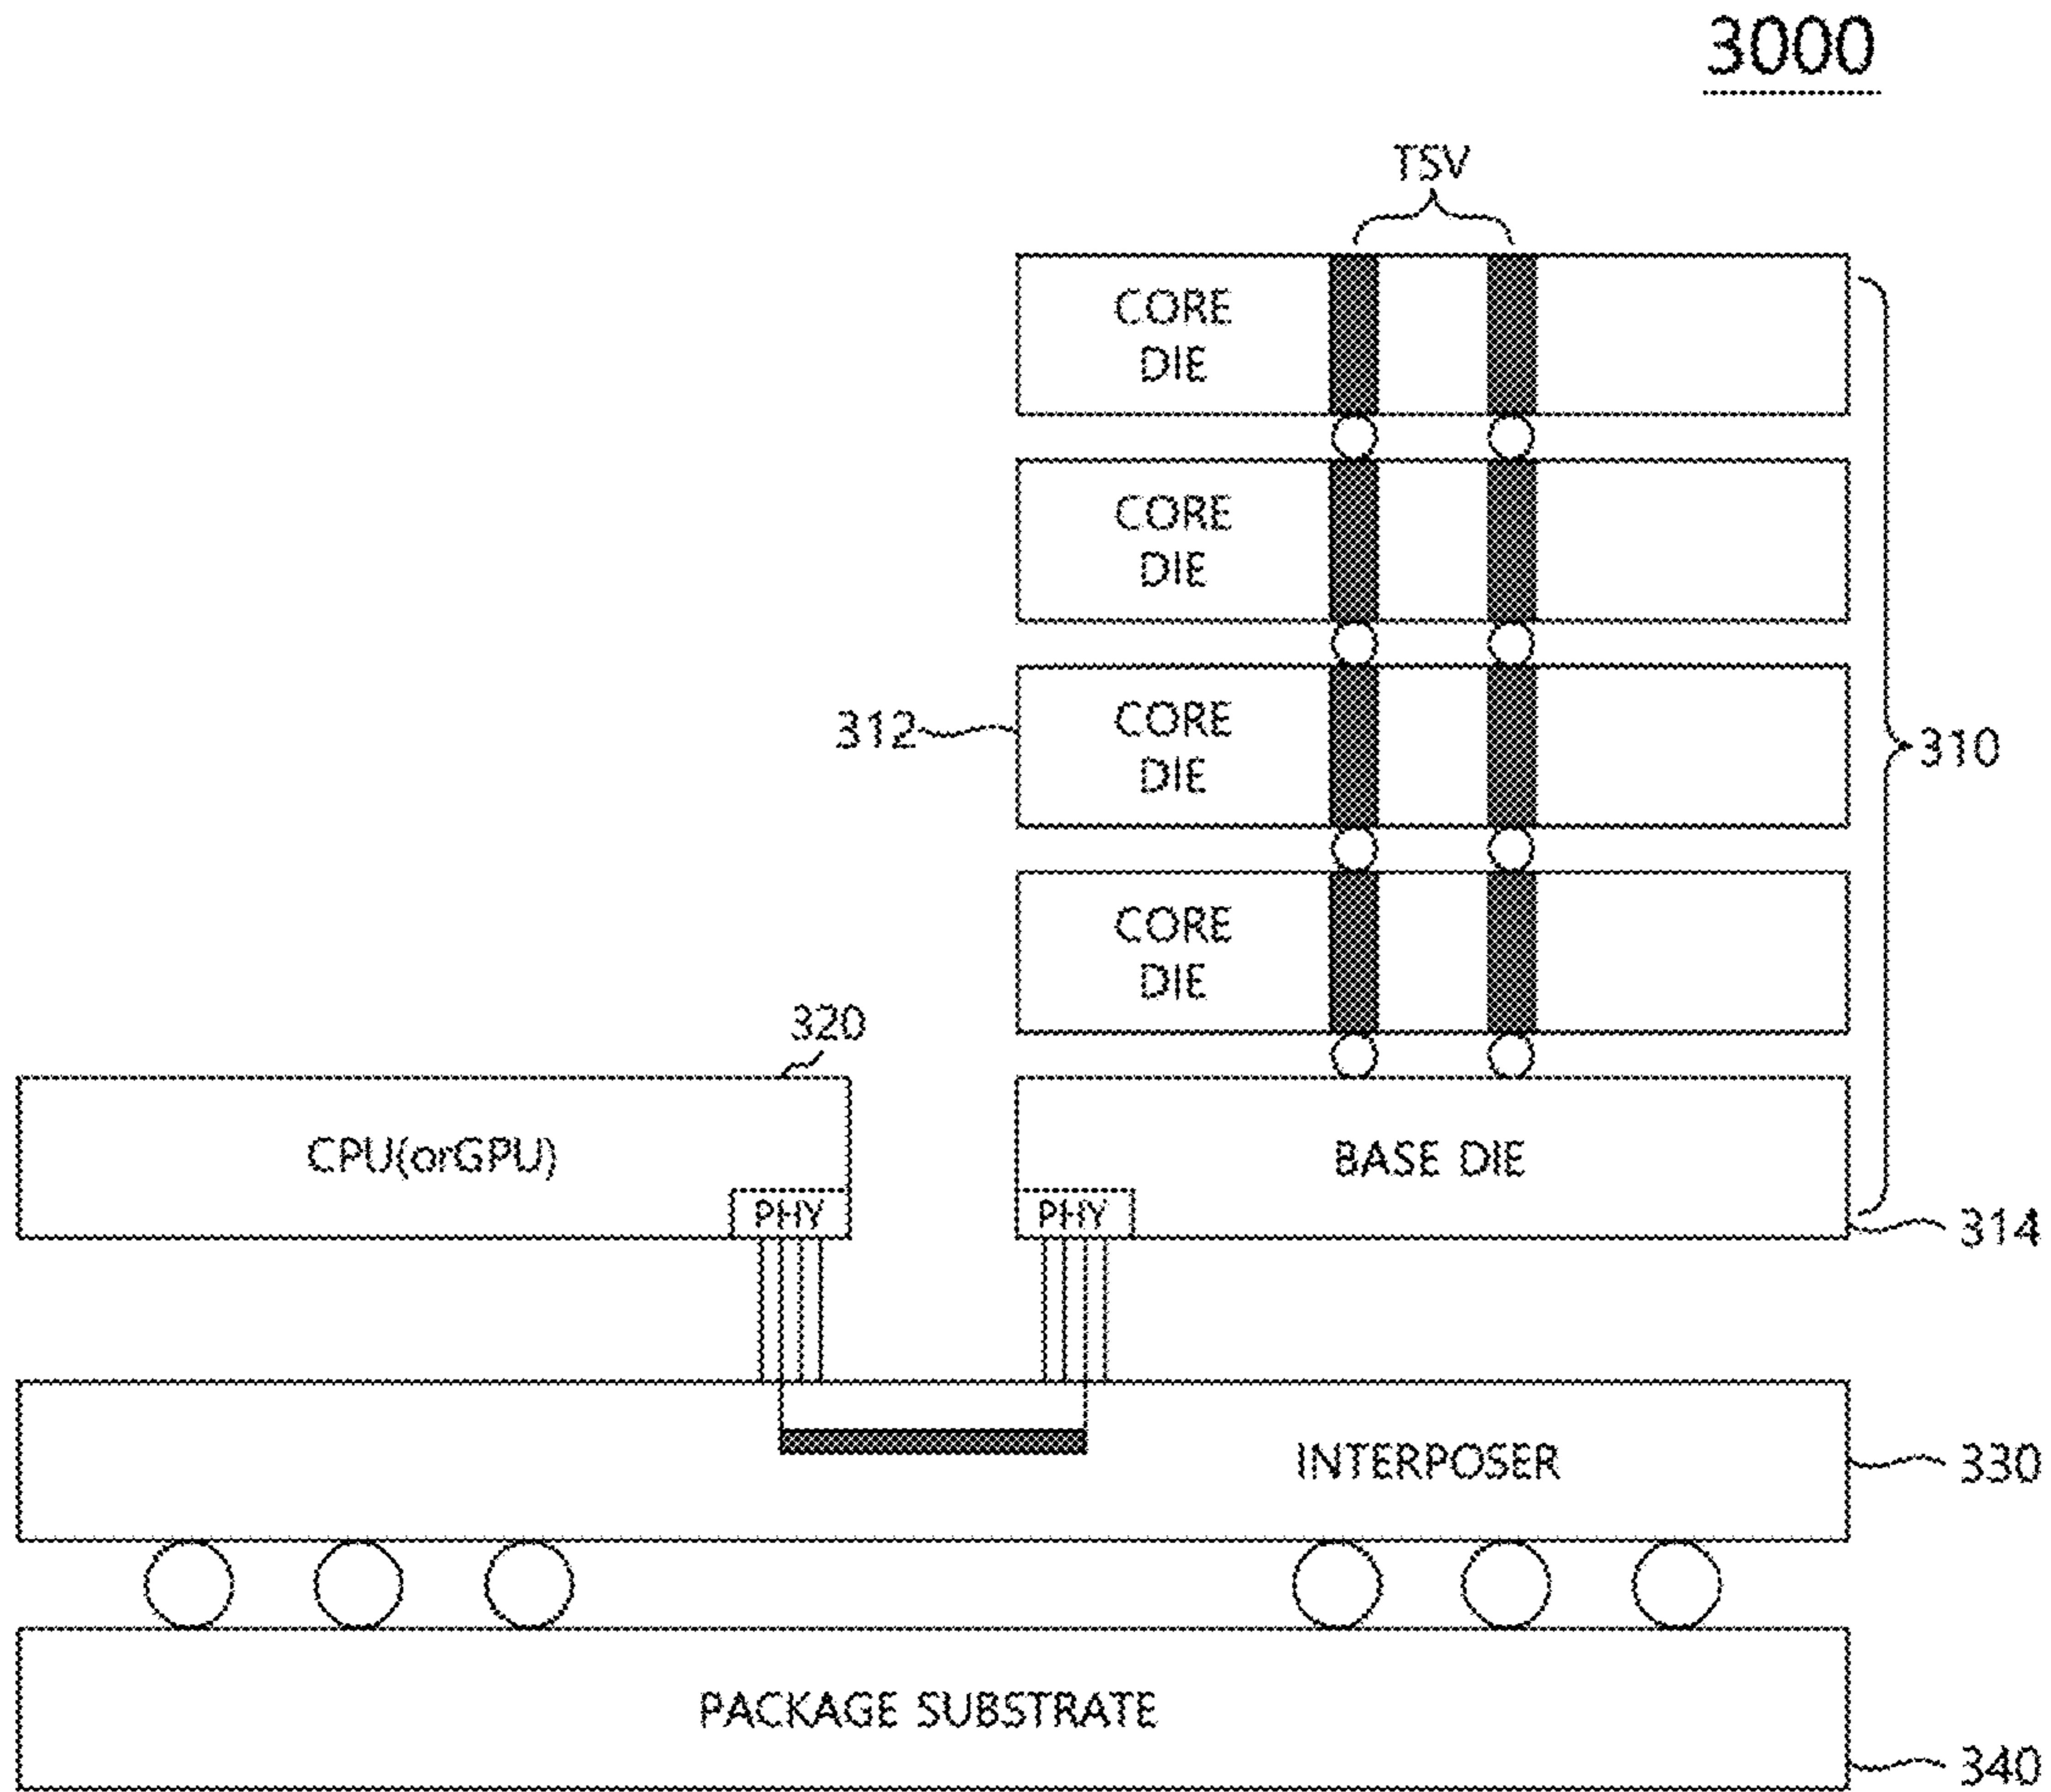 3000
TSV
CORE
DIE
CORE
DIE
312
CORE
DIE
310
CORE
DIE
320
CPU(orGPU)
BASE DIE
PHY
PHY
314
INTERPOSER
330
PACKAGE SUBSTRATE
340